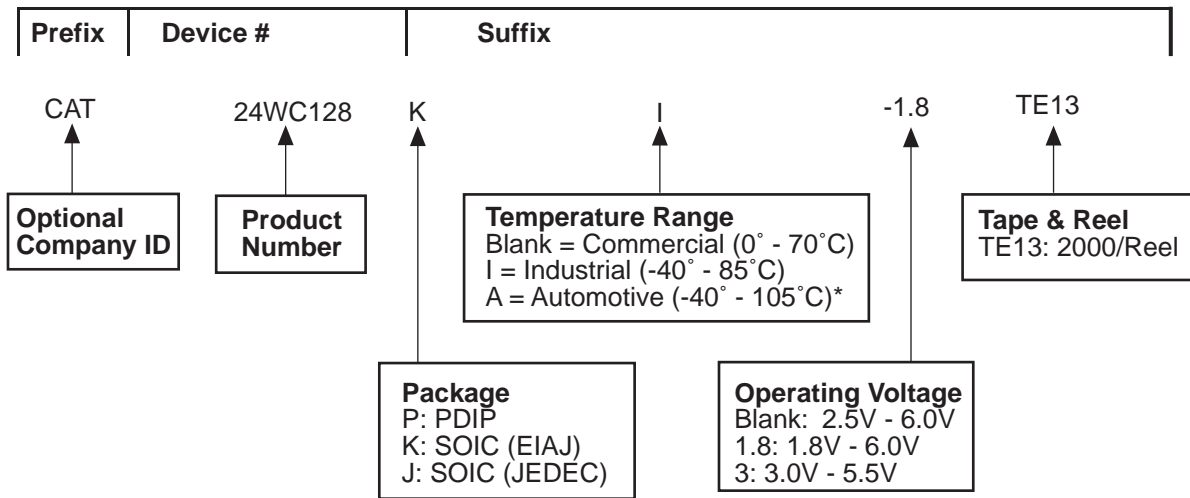 Prefix Device # Suffix
CAT 24WC128 K I -1.8 TE13
Optional
Company ID
Product
Number
Temperature Range
Blank = Commercial (0˚ - 70˚C)
I = Industrial (-40˚ - 85˚C)
A = Automotive (-40˚ - 105˚C)*
Tape & Reel
TE13: 2000/Reel
Package
P: PDIP
K: SOIC (EIAJ)
J: SOIC (JEDEC)
Operating Voltage
Blank: 2.5V - 6.0V
1.8: 1.8V - 6.0V
3: 3.0V - 5.5V